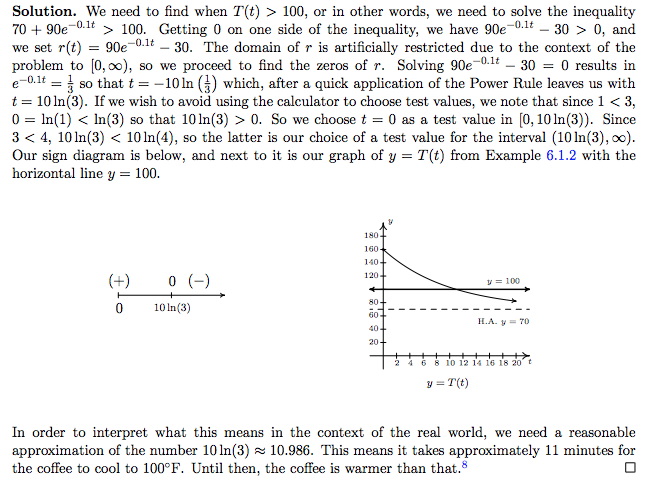 Solution. We need to find when T(t) > 100, or in other words, we need to solve the inequality
70 + 90e^{−0.1t} > 100. Getting 0 on one side of the inequality, we have 90e^{−0.1t} − 30 > 0, and
we set r(t) = 90e^{−0.1t} − 30. The domain of r is artificially restricted due to the context of the
problem to [0, ∞), so we proceed to find the zeros of r. Solving 90e^{−0.1t} − 30 = 0 results in
e^{−0.1t} = 1/3 so that t = −10 ln (1/3) which, after a quick application of the Power Rule leaves us with
t = 10 ln(3). If we wish to avoid using the calculator to choose test values, we note that since 1 < 3,
0 = ln(1) < ln(3) so that 10 ln(3) > 0. So we choose t = 0 as a test value in [0, 10 ln(3)). Since
3 < 4, 10 ln(3) < 10 ln(4), so the latter is our choice of a test value for the interval (10 ln(3), ∞).
Our sign diagram is below, and next to it is our graph of y = T(t) from Example 6.1.2 with the
horizontal line y = 100.
(+) 0 (−)
0 10 ln(3)
y
180
160
140
120
y = 100
80
60
H.A. y = 70
40
20
2 4 6 8 10 12 14 16 18 20 t
y = T(t)
In order to interpret what this means in the context of the real world, we need a reasonable
approximation of the number 10 ln(3) ≈ 10.986. This means it takes approximately 11 minutes for
the coffee to cool to 100°F. Until then, the coffee is warmer than that.⁸ □